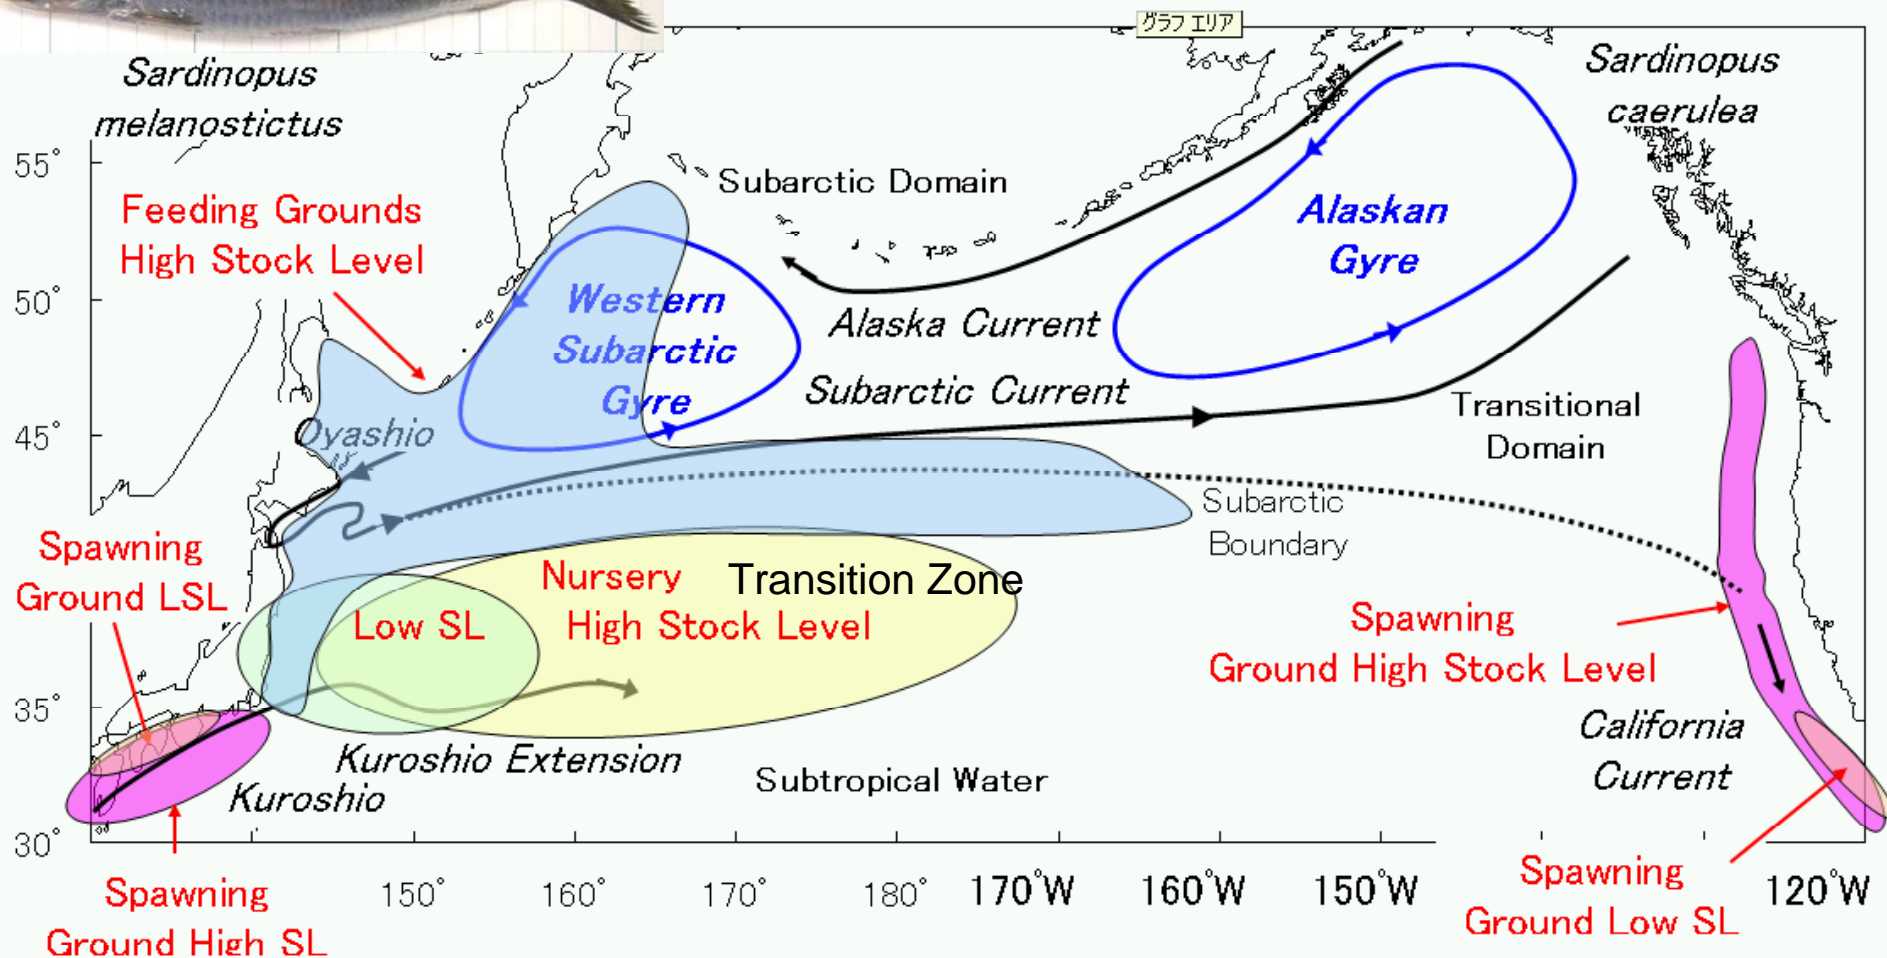 グラフ エリア
Sardinopus
melanostictus
Sardinopus
caerulea
55°
50°
45°
35°
30°
Feeding Grounds
High Stock Level
Subarctic Domain
Alaskan
Gyre
Western
Subarctic
Gyre
Alaska Current
Subarctic Current
Transitional
Domain
Oyashio
Subarctic
Boundary
Spawning
Ground LSL
Nursery
Transition Zone
High Stock Level
Low SL
Spawning
Ground High Stock Level
Kuroshio Extension
Kuroshio
Subtropical Water
California
Current
150°
160°
170°
180°
170°W
160°W
150°W
120°W
Spawning
Ground High SL
Spawning
Ground Low SL